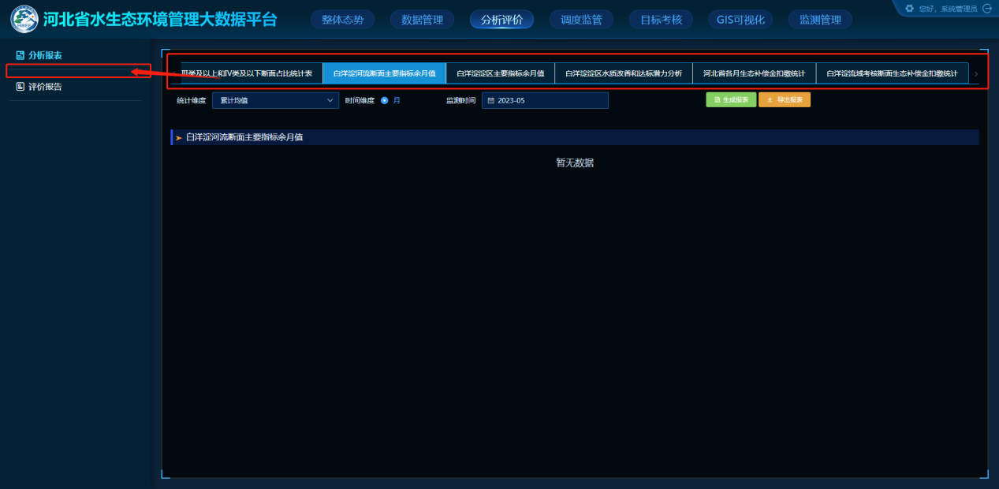 河北省水生态环境管理大数据平台
整体态势 数据管理 分析评价 调度监管 目标考核 GIS可视化 监测管理
您好，系统管理员
分析报表
评价报告
Ⅲ类及以上和Ⅳ类及以下断面占比统计表 白洋淀河流断面主要指标余月值 白洋淀淀区主要指标余月值 白洋淀淀区水质改善和达标潜力分析 河北省各月生态补偿金扣缴统计 白洋淀流域考核断面生态补偿金扣缴统计
统计维度 累计均值 时间维度 月 监测时间 2023-05 生成报表 导出报表
白洋淀河流断面主要指标余月值
暂无数据